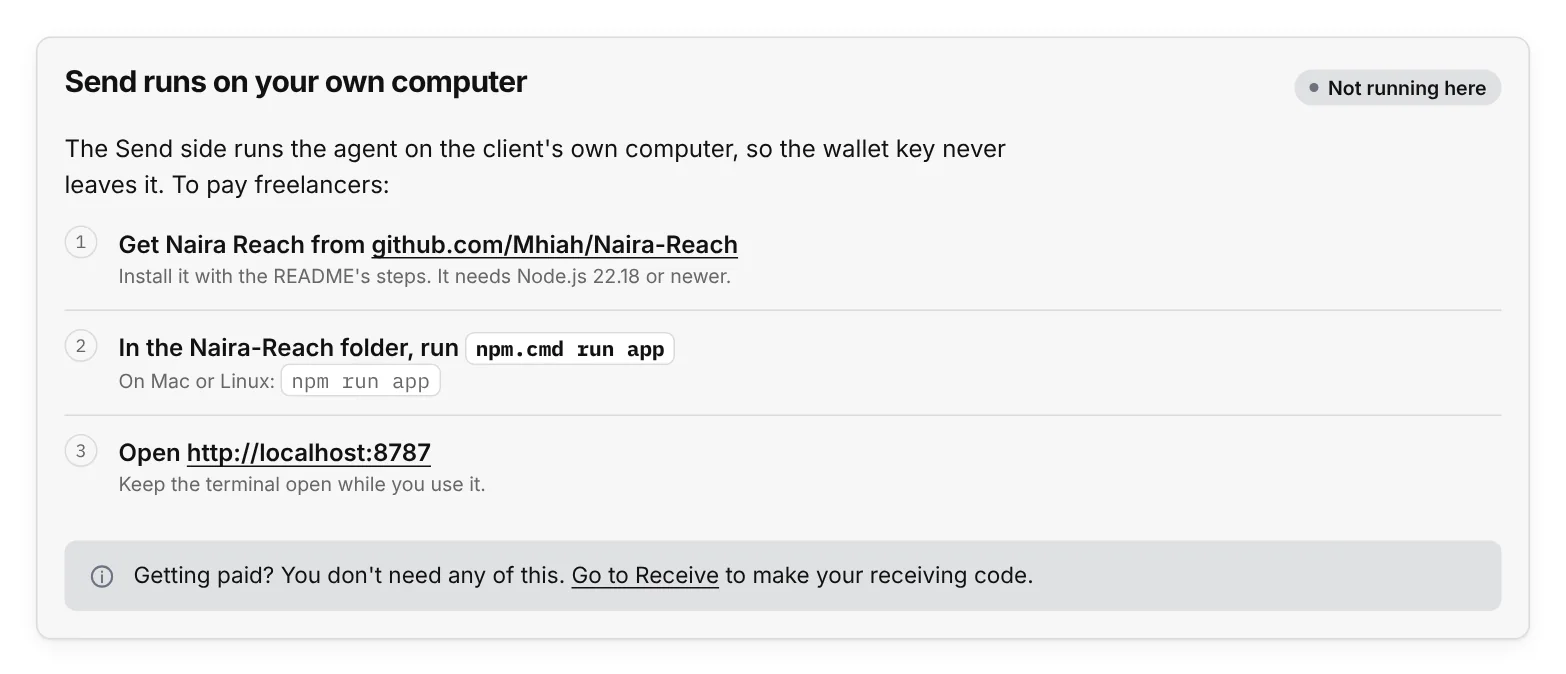 Send runs on your own computer
Not running here
The Send side runs the agent on the client's own computer, so the wallet key never
leaves it. To pay freelancers:
1
Get Naira Reach from github.com/Mhiah/Naira-Reach
Install it with the README's steps. It needs Node.js 22.18 or newer.
2
In the Naira-Reach folder, run npm.cmd run app
On Mac or Linux: npm run app
3
Open http://localhost:8787
Keep the terminal open while you use it.
Getting paid? You don't need any of this. Go to Receive to make your receiving code.